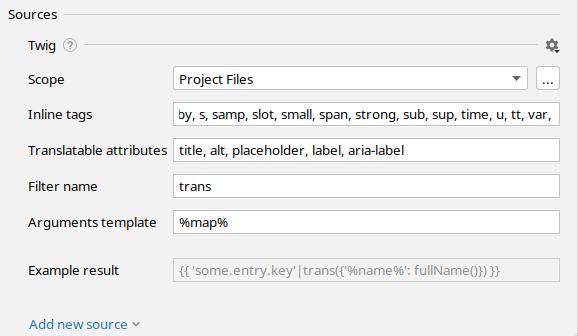 Sources
Twig ?
Scope Project Files ...
Inline tags by, s, samp, slot, small, span, strong, sub, sup, time, u, tt, var,
Translatable attributes title, alt, placeholder, label, aria-label
Filter name trans
Arguments template %map%
Example result {{ 'some.entry.key'|trans({'%name%': fullName()}) }}
Add new source